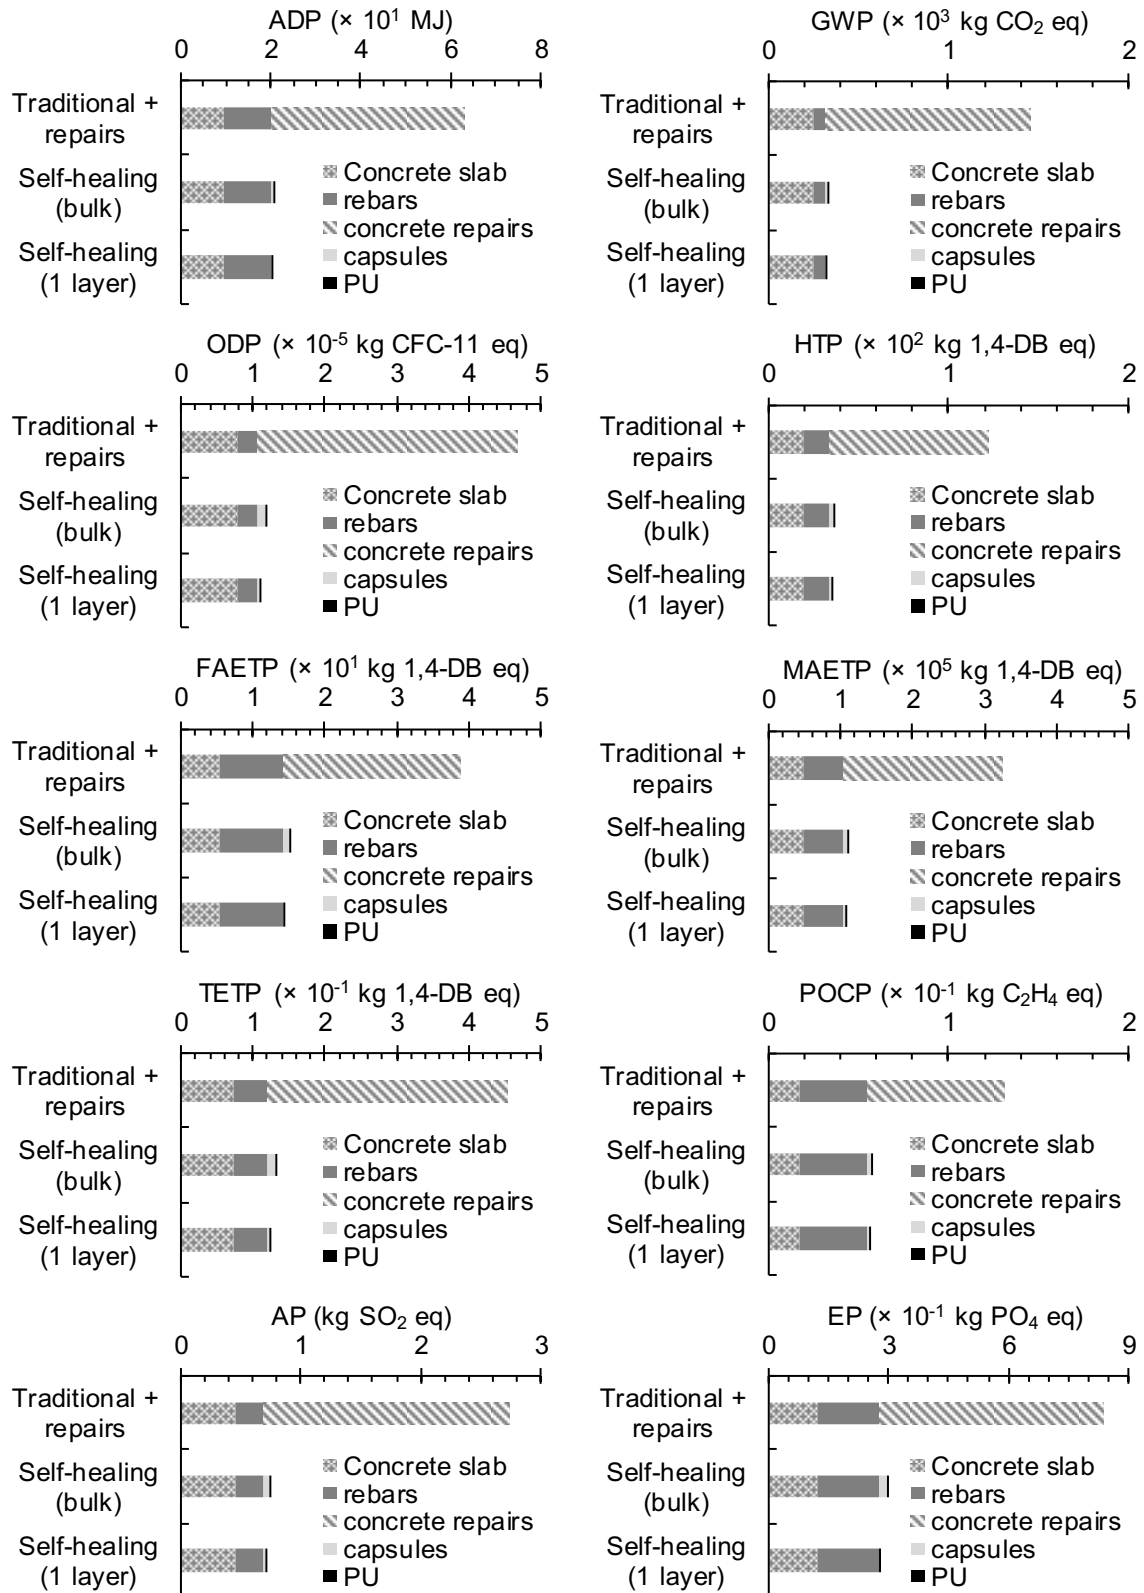 ADP (× 10¹ MJ)
0 2 4 6 8
Traditional +
repairs
Self-healing
(bulk)
Self-healing
(1 layer)
Concrete slab
rebars
concrete repairs
capsules
PU
GWP (× 10³ kg CO₂ eq)
0 1 2
Traditional +
repairs
Self-healing
(bulk)
Self-healing
(1 layer)
Concrete slab
rebars
concrete repairs
capsules
PU
ODP (× 10⁻⁵ kg CFC-11 eq)
0 1 2 3 4 5
Traditional +
repairs
Self-healing
(bulk)
Self-healing
(1 layer)
Concrete slab
rebars
concrete repairs
capsules
PU
HTP (× 10² kg 1,4-DB eq)
0 1 2
Traditional +
repairs
Self-healing
(bulk)
Self-healing
(1 layer)
Concrete slab
rebars
concrete repairs
capsules
PU
FAETP (× 10¹ kg 1,4-DB eq)
0 1 2 3 4 5
Traditional +
repairs
Self-healing
(bulk)
Self-healing
(1 layer)
Concrete slab
rebars
concrete repairs
capsules
PU
MAETP (× 10⁵ kg 1,4-DB eq)
0 1 2 3 4 5
Traditional +
repairs
Self-healing
(bulk)
Self-healing
(1 layer)
Concrete slab
rebars
concrete repairs
capsules
PU
TETP (× 10⁻¹ kg 1,4-DB eq)
0 1 2 3 4 5
Traditional +
repairs
Self-healing
(bulk)
Self-healing
(1 layer)
Concrete slab
rebars
concrete repairs
capsules
PU
POCP (× 10⁻¹ kg C₂H₄ eq)
0 1 2
Traditional +
repairs
Self-healing
(bulk)
Self-healing
(1 layer)
Concrete slab
rebars
concrete repairs
capsules
PU
AP (kg SO₂ eq)
0 1 2 3
Traditional +
repairs
Self-healing
(bulk)
Self-healing
(1 layer)
Concrete slab
rebars
concrete repairs
capsules
PU
EP (× 10⁻¹ kg PO₄ eq)
0 3 6 9
Traditional +
repairs
Self-healing
(bulk)
Self-healing
(1 layer)
Concrete slab
rebars
concrete repairs
capsules
PU